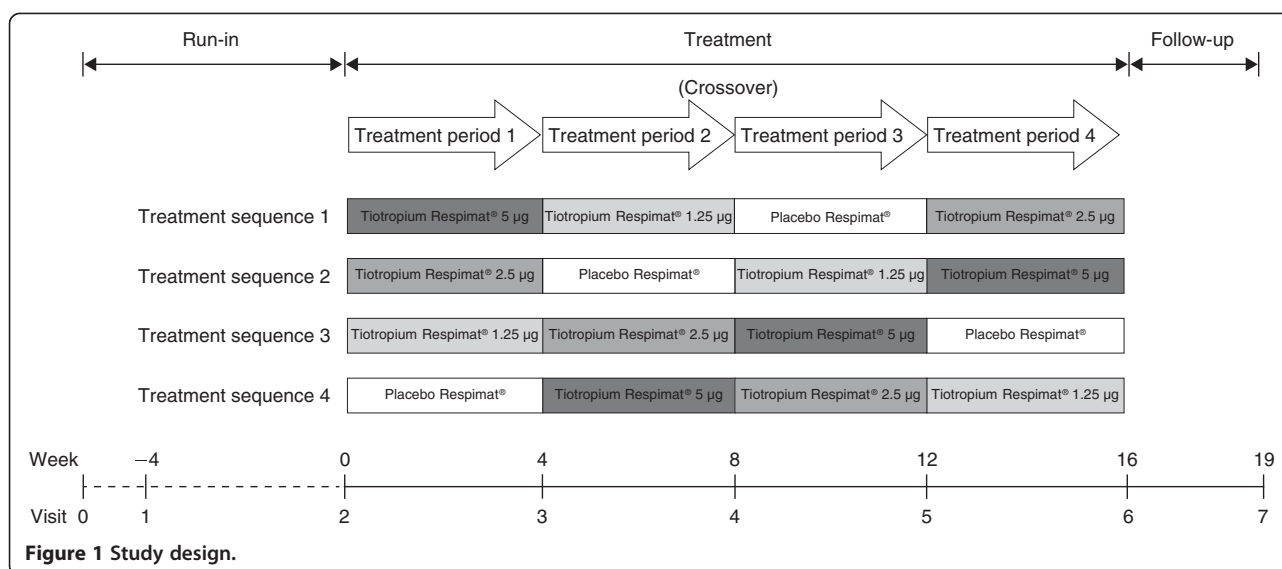 Run-in Treatment Follow-up
(Crossover)
Treatment period 1 Treatment period 2 Treatment period 3 Treatment period 4
Treatment sequence 1 Tiotropium Respimat® 5 µg Tiotropium Respimat® 1.25 µg Placebo Respimat® Tiotropium Respimat® 2.5 µg
Treatment sequence 2 Tiotropium Respimat® 2.5 µg Placebo Respimat® Tiotropium Respimat® 1.25 µg Tiotropium Respimat® 5 µg
Treatment sequence 3 Tiotropium Respimat® 1.25 µg Tiotropium Respimat® 2.5 µg Tiotropium Respimat® 5 µg Placebo Respimat®
Treatment sequence 4 Placebo Respimat® Tiotropium Respimat® 5 µg Tiotropium Respimat® 2.5 µg Tiotropium Respimat® 1.25 µg
Week −4 0 4 8 12 16 19
Visit 0 1 2 3 4 5 6 7
Figure 1 Study design.